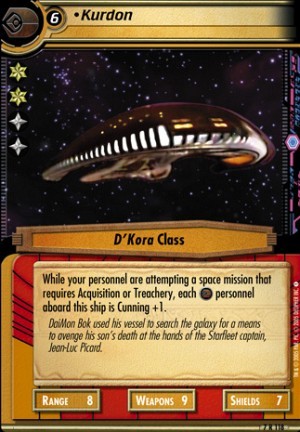 6
•Kurdon
D'Kora Class
While your personnel are attempting a space mission that
requires Acquisition or Treachery, each personnel
aboard this ship is Cunning +1.
DaiMon Bok used his vessel to search the galaxy for a means
to avenge his son's death at the hands of the Starfleet captain,
Jean-Luc Picard.
RANGE 8 WEAPONS 9 SHIELDS 7